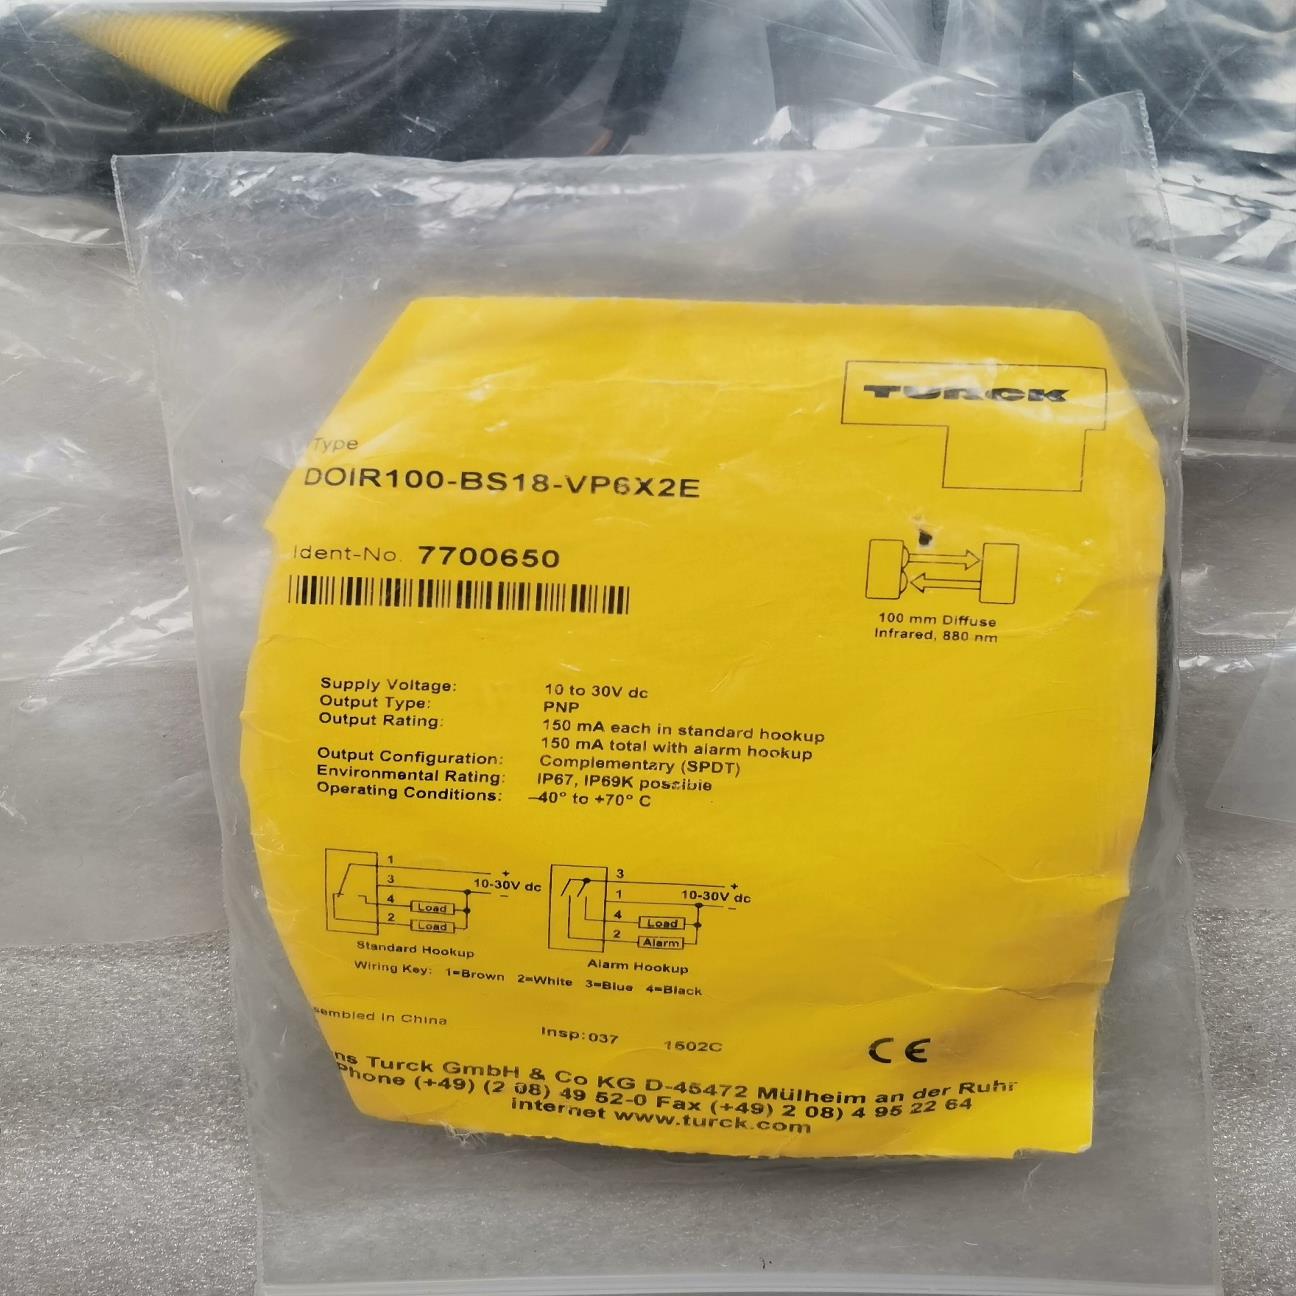 TURCK
Type
DOIR100-BS18-VP6X2E
Ident-No. 7700650
100 mm Diffuse
Infrared, 880 nm
Supply Voltage: 10 to 30V dc
Output Type: PNP
Output Rating: 150 mA each in standard hookup
150 mA total with alarm hookup
Output Configuration: Complementary (SPDT)
Environmental Rating: IP67, IP69K possible
Operating Conditions: –40° to +70° C
1
+
3
10-30V dc
–
4
Load
2
Load
Standard Hookup
3
+
1
10-30V dc
–
4
Load
2
Alarm
Alarm Hookup
Wiring Key: 1=Brown 2=White 3=Blue 4=Black
sembled in China
Insp:037 1502C
CE
ns Turck GmbH & Co KG D-45472 Mülheim an der Ruhr
Phone (+49) (2 08) 49 52-0 Fax (+49) 2 08) 4 95 22 64
internet www.turck.com